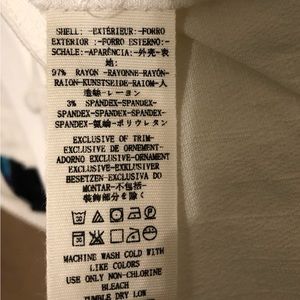 SHELL: -EXTÉRIEUR:-FORRO
EXTERIOR :-FORRO ESTERNO:-
SCHALE:-APARÊNCIA:-外壳:-表
地:
97% RAYON -RAYONNE-RAYÓN-
RAION-KUNSTSEIDE-RAIOM-人
造絲-レーヨン
3% SPANDEX-SPANDEX-
SPANDEX-SPANDEX-SPANDEX-
SPANDEX-氨綸-ポリウレタン
EXCLUSIVE OF TRIM-
EXCLUSIVE DE ORNEMENT-
ADORNO EXCLUSIVE-ORNAMENT
EXCLUSIVE-EXKLUSIVER
BESETZEN-EXCLUSIVA DO
MONTAR-不包括-
装飾部分を除く
MACHINE WASH COLD WITH
LIKE COLORS
USE ONLY NON-CHLORINE
BLEACH
TUMBLE DRY LOW